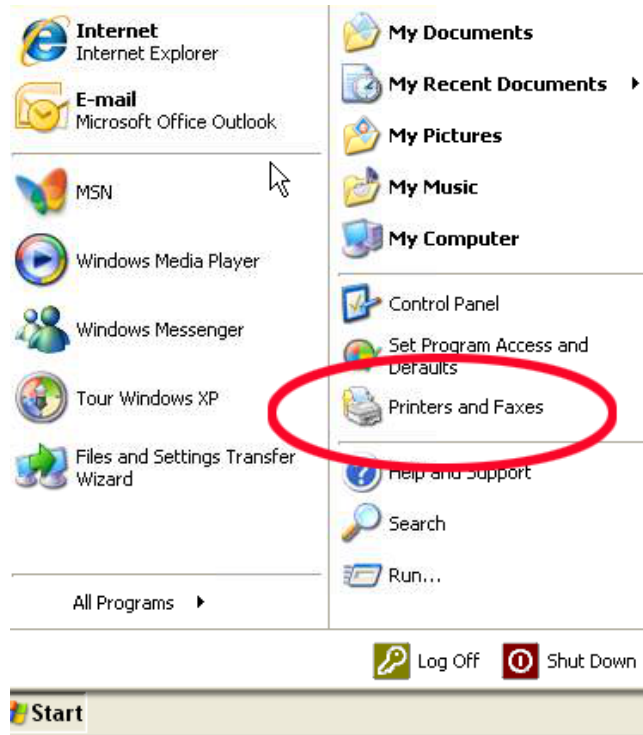 Internet
Internet Explorer
E-mail
Microsoft Office Outlook
MSN
Windows Media Player
Windows Messenger
Tour Windows XP
Files and Settings Transfer
Wizard
All Programs
My Documents
My Recent Documents
My Pictures
My Music
My Computer
Control Panel
Set Program Access and
Defaults
Printers and Faxes
Help and Support
Search
Run...
Log Off
Shut Down
Start